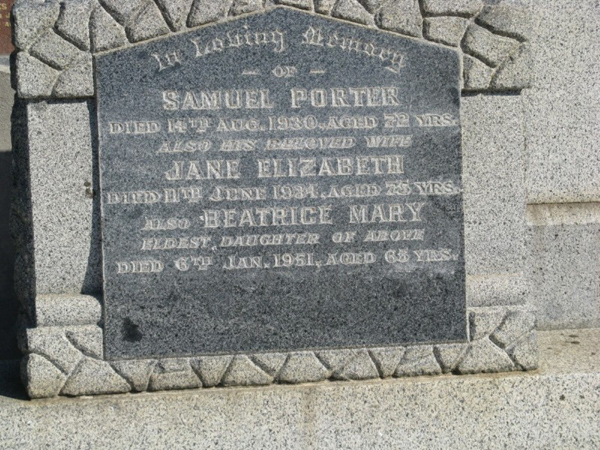 In Loving Memory
— OF —
SAMUEL PORTER
DIED 14TH AUG. 1930, AGED 72 YRS.
ALSO HIS BELOVED WIFE
JANE ELIZABETH
DIED 11TH JUNE 1934, AGED 75 YRS.
ALSO BEATRICE MARY
ELDEST DAUGHTER OF ABOVE
DIED 6TH JAN. 1951, AGED 63 YRS.